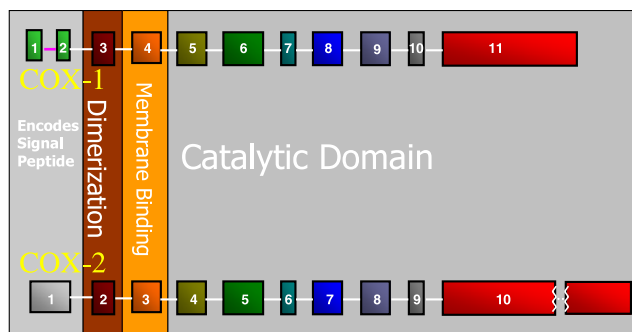 1 2 3 4 5 6 7 8 9 10 11
COX-1
Encodes
Signal
Peptide
Dimerization
Membrane Binding
Catalytic Domain
COX-2
1 2 3 4 5 6 7 8 9 10